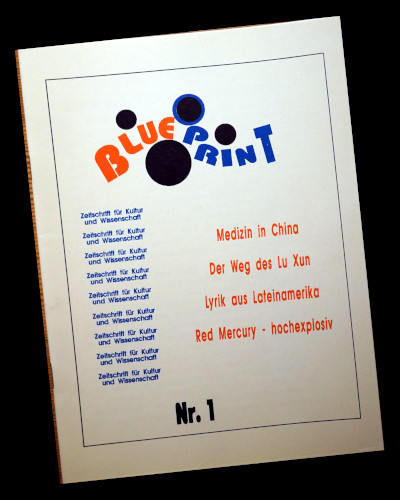 BLUEPRINT
Zeitschrift für Kultur
und Wissenschaft
Zeitschrift für Kultur
und Wissenschaft
Zeitschrift für Kultur
und Wissenschaft
Zeitschrift für Kultur
und Wissenschaft
Zeitschrift für Kultur
und Wissenschaft
Zeitschrift für Kultur
und Wissenschaft
Zeitschrift für Kultur
und Wissenschaft
Zeitschrift für Kultur
und Wissenschaft
Zeitschrift für Kultur
und Wissenschaft
Medizin in China
Der Weg des Lu Xun
Lyrik aus Lateinamerika
Red Mercury - hochexplosiv
Nr. 1